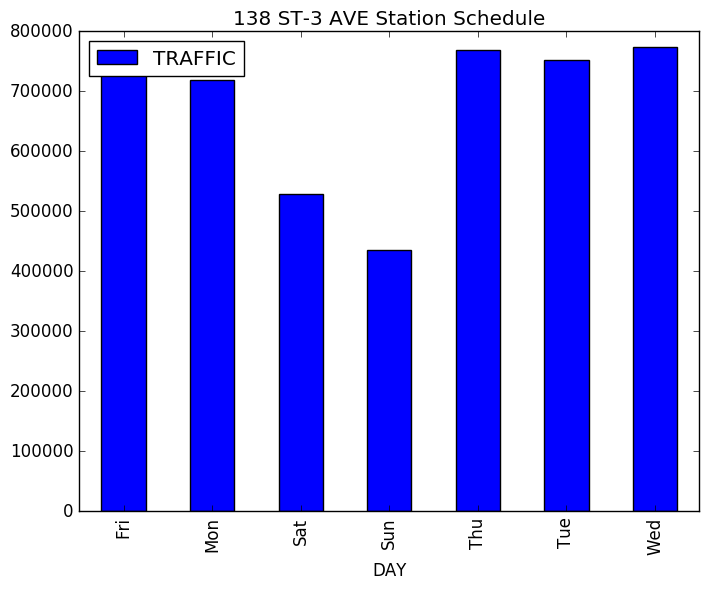 138 ST-3 AVE Station Schedule
TRAFFIC
800000
700000
600000
500000
400000
300000
200000
100000
0
Fri
Mon
Sat
Sun
Thu
Tue
Wed
DAY